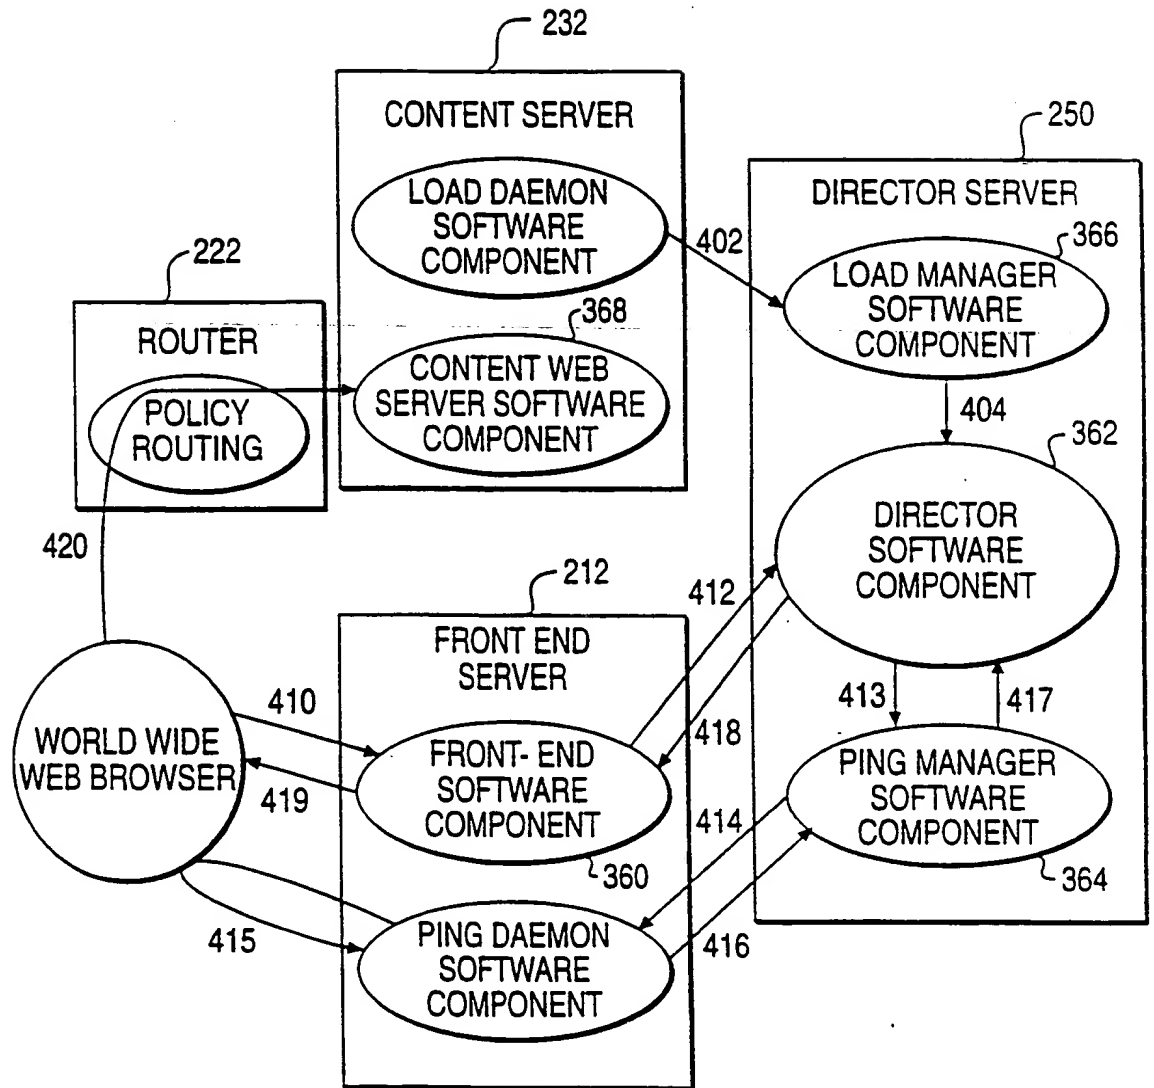 232
CONTENT SERVER
LOAD DAEMON
SOFTWARE
COMPONENT
368
CONTENT WEB
SERVER SOFTWARE
COMPONENT
222
ROUTER
POLICY
ROUTING
420
402
250
DIRECTOR SERVER
366
LOAD MANAGER
SOFTWARE
COMPONENT
404
362
DIRECTOR
SOFTWARE
COMPONENT
413
417
PING MANAGER
SOFTWARE
COMPONENT
364
212
FRONT END
SERVER
412
418
FRONT- END
SOFTWARE
COMPONENT
360
414
416
PING DAEMON
SOFTWARE
COMPONENT
WORLD WIDE
WEB BROWSER
410
419
415